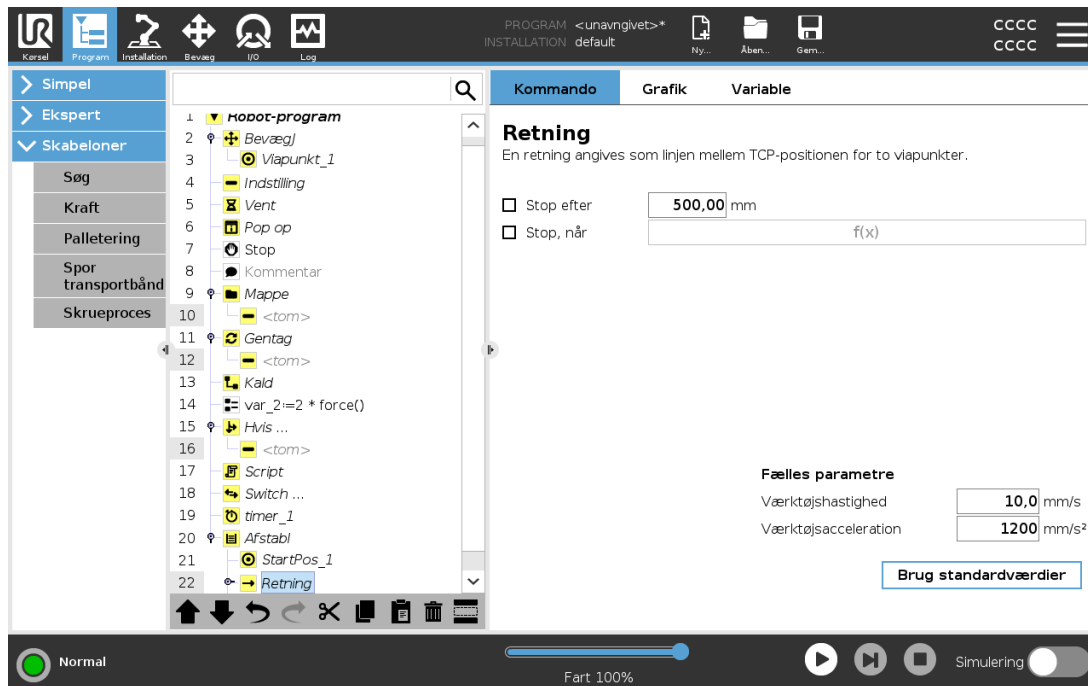 UR
Kørsel
Program
Installation
Bevæg
I/O
Log
PROGRAM <unavngivet>*
INSTALLATION default
Ny...
Åben...
Gem...
CCCC
CCCC
Simpel
Ekspert
Skabeloner
Søg
Kraft
Palletering
Spor
transportbånd
Skrueproces
1 Robot-program
2 BevægJ
3 Viapunkt_1
4 Indstilling
5 Vent
6 Pop op
7 Stop
8 Kommentar
9 Mappe
10 <tom>
11 Gentag
12 <tom>
13 Kald
14 var_2:=2 * force()
15 Hvis ...
16 <tom>
17 Script
18 Switch ...
19 timer_1
20 Afstabl
21 StartPos_1
22 Retning
Kommando
Grafik
Variable
Retning
En retning angives som linjen mellem TCP-positionen for to viapunkter.
Stop efter 500,00 mm
Stop, når f(x)
Fælles parametre
Værktøjshastighed 10,0 mm/s
Værktøjsacceleration 1200 mm/s²
Brug standardværdier
Normal
Fart 100%
Simulering